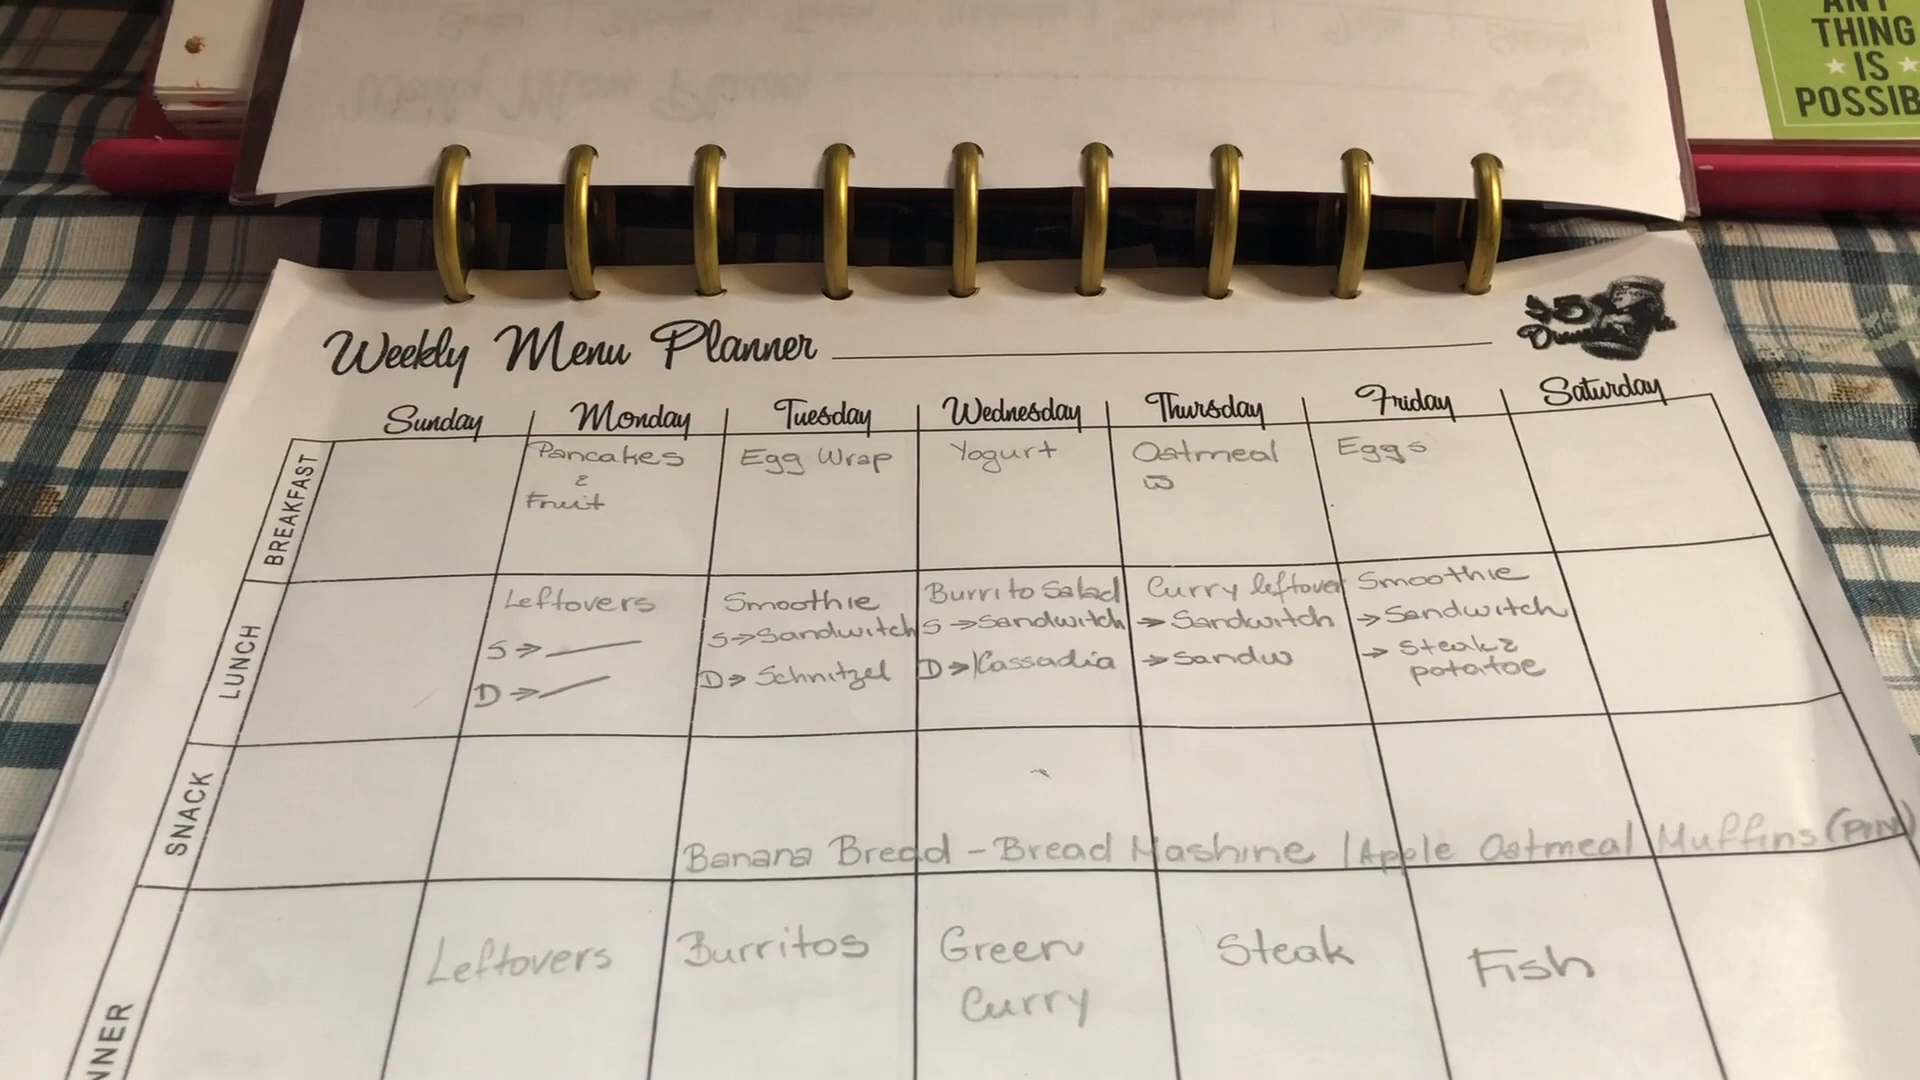 ANY
THING
IS
POSSIB
Weekly Menu Planner
Sunday Monday Tuesday Wednesday Thursday Friday Saturday
BREAKFAST
Pancakes
&
Fruit
Egg Wrap
Yogurt
Oatmeal
w
Eggs
LUNCH
Leftovers
S →
D →
Smoothie
S → Sandwitch
D → Schnitzel
Burrito Salad
S → Sandwitch
D → Kassadia
Curry leftover
→ Sandwitch
→ Sandw
Smoothie
→ Sandwitch
→ Steak &
potatoe
SNACK
Banana Bread - Bread Mashine / Apple Oatmeal Muffins (PIN)
NNER
Leftovers
Burritos
Green
Curry
Steak
Fish